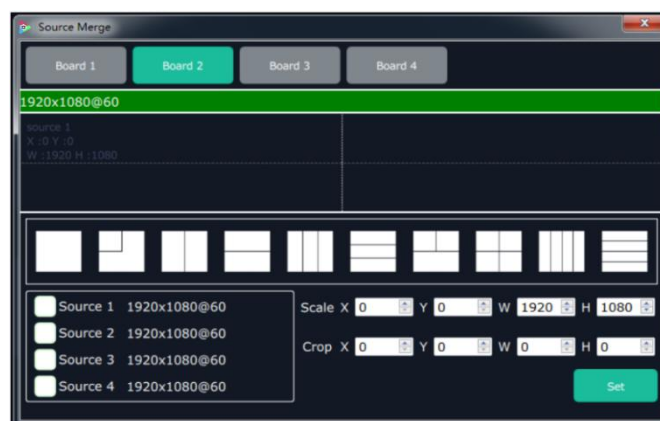 Source Merge
X
Board 1 Board 2 Board 3 Board 4
1920x1080@60
source 1
X :0 Y :0
W :1920 H :1080
Source 1 1920x1080@60
Source 2 1920x1080@60
Source 3 1920x1080@60
Source 4 1920x1080@60
Scale X 0 Y 0 W 1920 H 1080
Crop X 0 Y 0 W 0 H 0
Set